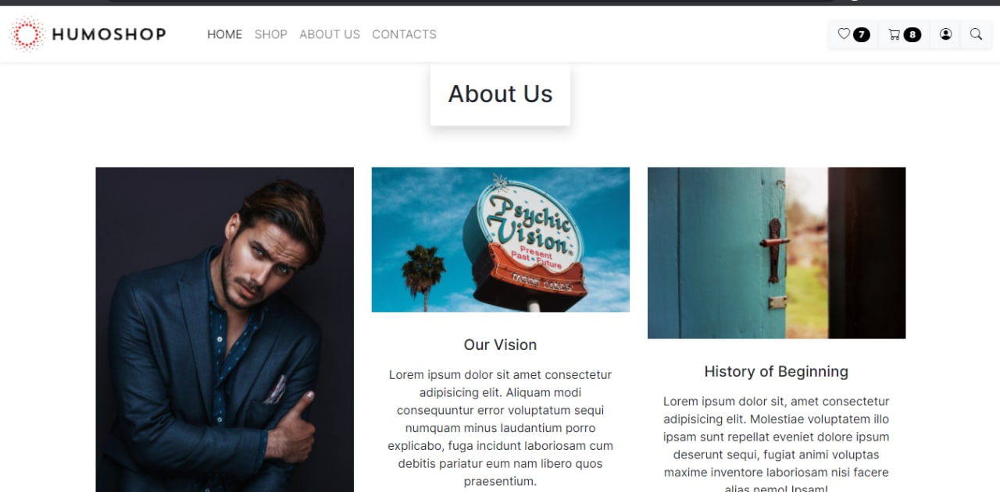 HUMOSHOP HOME SHOP ABOUT US CONTACTS 7 8
About Us
Psychic
Vision
Present
Past Future
Our Vision
Lorem ipsum dolor sit amet consectetur
adipisicing elit. Aliquam modi
consequuntur error voluptatum sequi
numquam minus laudantium porro
explicabo, fuga incidunt laboriosam cum
debitis pariatur eum nam libero quos
praesentium.
History of Beginning
Lorem ipsum dolor sit, amet consectetur
adipisicing elit. Molestiae voluptatem illo
ipsam sunt repellat eveniet dolore ipsum
deserunt sequi, fugiat animi voluptas
maxime inventore laboriosam nisi facere
alias nemo! Ipsam!